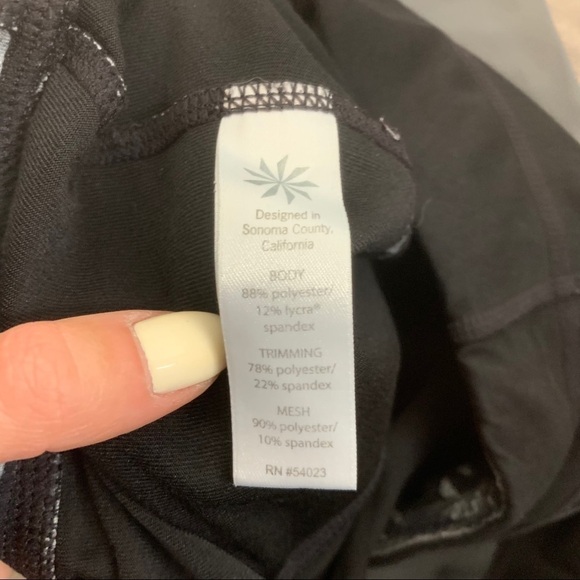 Designed in
Sonoma County,
California
BODY
88% polyester/
12% lycra®
spandex
TRIMMING
78% polyester/
22% spandex
MESH
90% polyester/
10% spandex
RN #54023